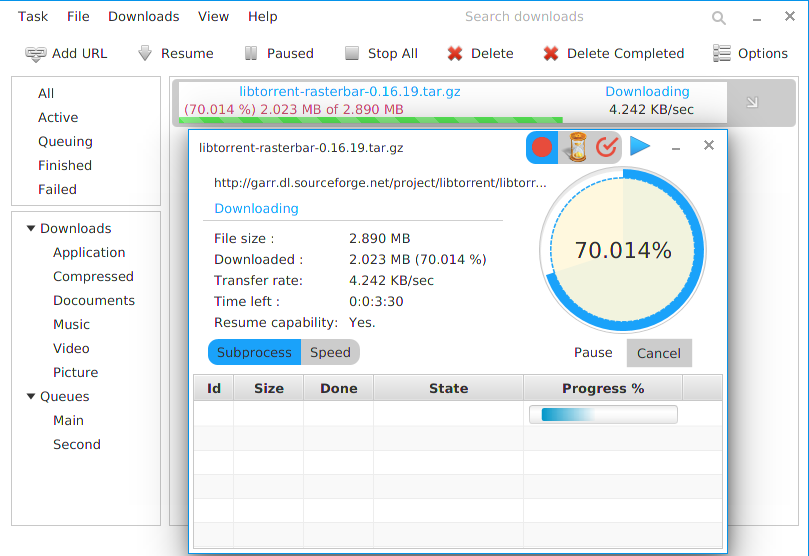 Task File Downloads View Help Search downloads
Add URL Resume Paused Stop All Delete Delete Completed Options
All
Active
Queuing
Finished
Failed
Downloads
Application
Compressed
Docouments
Music
Video
Picture
Queues
Main
Second
libtorrent-rasterbar-0.16.19.tar.gz Downloading
(70.014 %) 2.023 MB of 2.890 MB 4.242 KB/sec
libtorrent-rasterbar-0.16.19.tar.gz
http://garr.dl.sourceforge.net/project/libtorrent/libtorr...
Downloading
File size : 2.890 MB
Downloaded : 2.023 MB (70.014 %)
Transfer rate: 4.242 KB/sec
Time left : 0:0:3:30
Resume capability: Yes.
70.014%
Subprocess Speed Pause Cancel
Id Size Done State Progress %